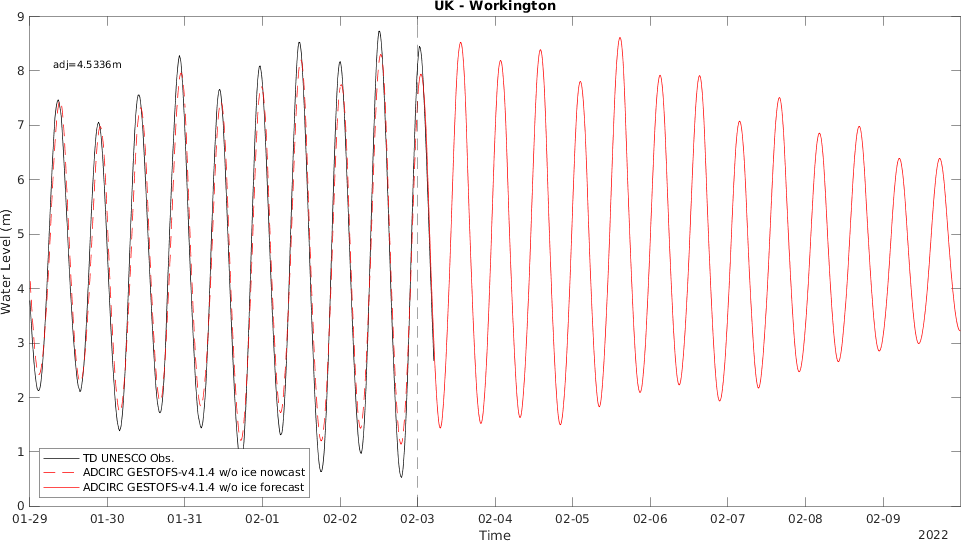 UK - Workington
adj=4.5336m
Water Level (m)
9
8
7
6
5
4
3
2
1
0
TD UNESCO Obs.
ADCIRC GESTOFS-v4.1.4 w/o ice nowcast
ADCIRC GESTOFS-v4.1.4 w/o ice forecast
01-29 01-30 01-31 02-01 02-02 02-03 02-04 02-05 02-06 02-07 02-08 02-09
Time
2022